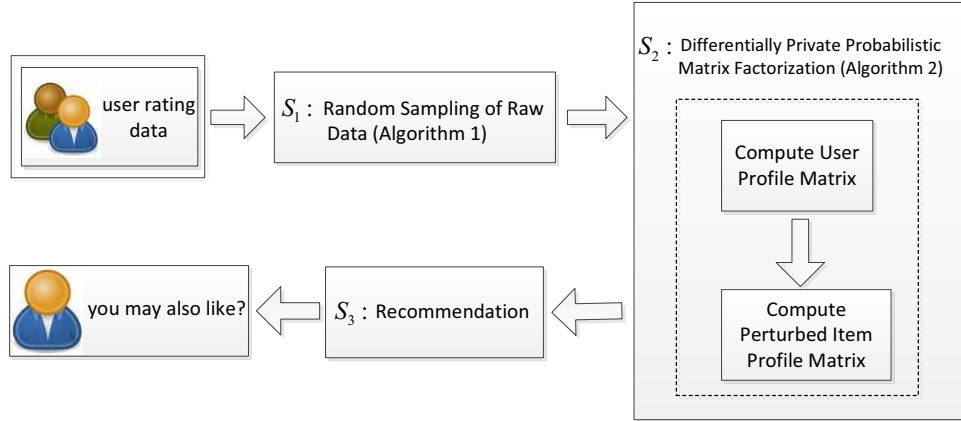 user rating
data
S₁ : Random Sampling of Raw
Data (Algorithm 1)
S₂ : Differentially Private Probabilistic
Matrix Factorization (Algorithm 2)
Compute User
Profile Matrix
Compute
Perturbed Item
Profile Matrix
S₃ : Recommendation
you may also like?